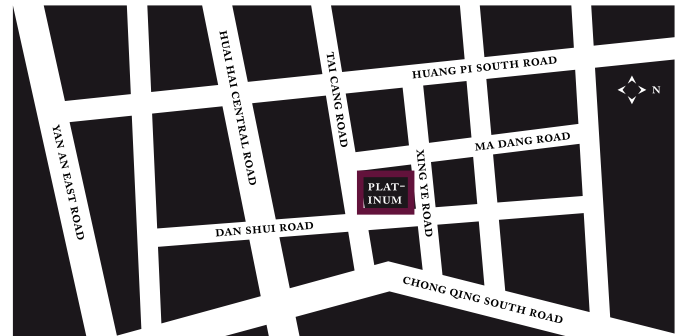 HUAI HAI CENTRAL ROAD
TAI CANG ROAD
HUANG PI SOUTH ROAD
N
YAN AN EAST ROAD
MA DANG ROAD
XING YE ROAD
PLAT-
INUM
DAN SHUI ROAD
CHONG QING SOUTH ROAD